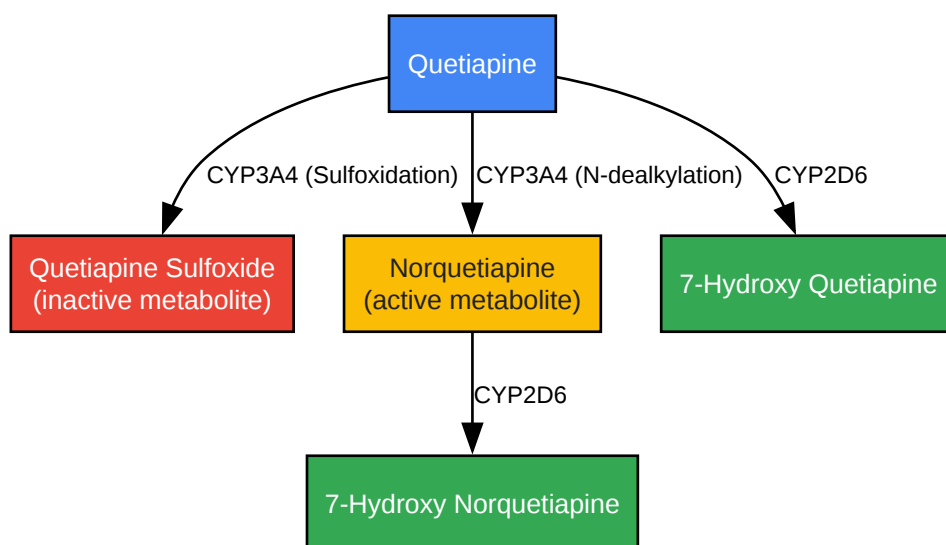 Quetiapine
CYP3A4 (Sulfoxidation)
CYP3A4 (N-dealkylation)
CYP2D6
Quetiapine Sulfoxide
(inactive metabolite)
Norquetiapine
(active metabolite)
7-Hydroxy Quetiapine
CYP2D6
7-Hydroxy Norquetiapine